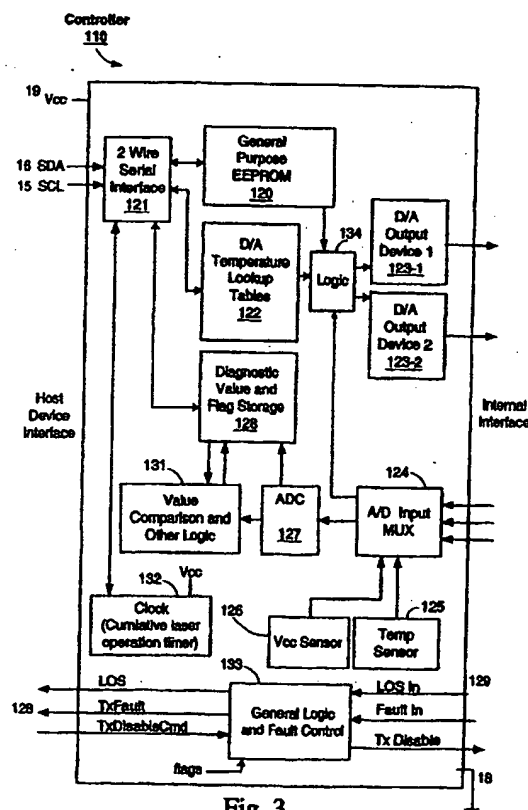 Controller
110
19
Vcc
16 SDA
15 SCL
2 Wire
Serial
Interface
121
General
Purpose
EEPROM
120
D/A
Temperature
Lookup
Tables
122
134
Logic
D/A
Output
Device 1
123-1
D/A
Output
Device 2
123-2
Host
Device
Interface
Internal
Interface
Diagnostic
Value and
Flag Storage
128
131
Value
Comparison and
Other Logic
ADC
127
124
A/D Input
MUX
132
Vcc
Clock
(Cumlative laser
operation timer)
126
Vcc Sensor
125
Temp
Sensor
133
General Logic
and Fault Control
LOS
128
TxFault
TxDisableCmd
flags
LOS In
129
Fault In
Tx Disable
18
Fig. 3